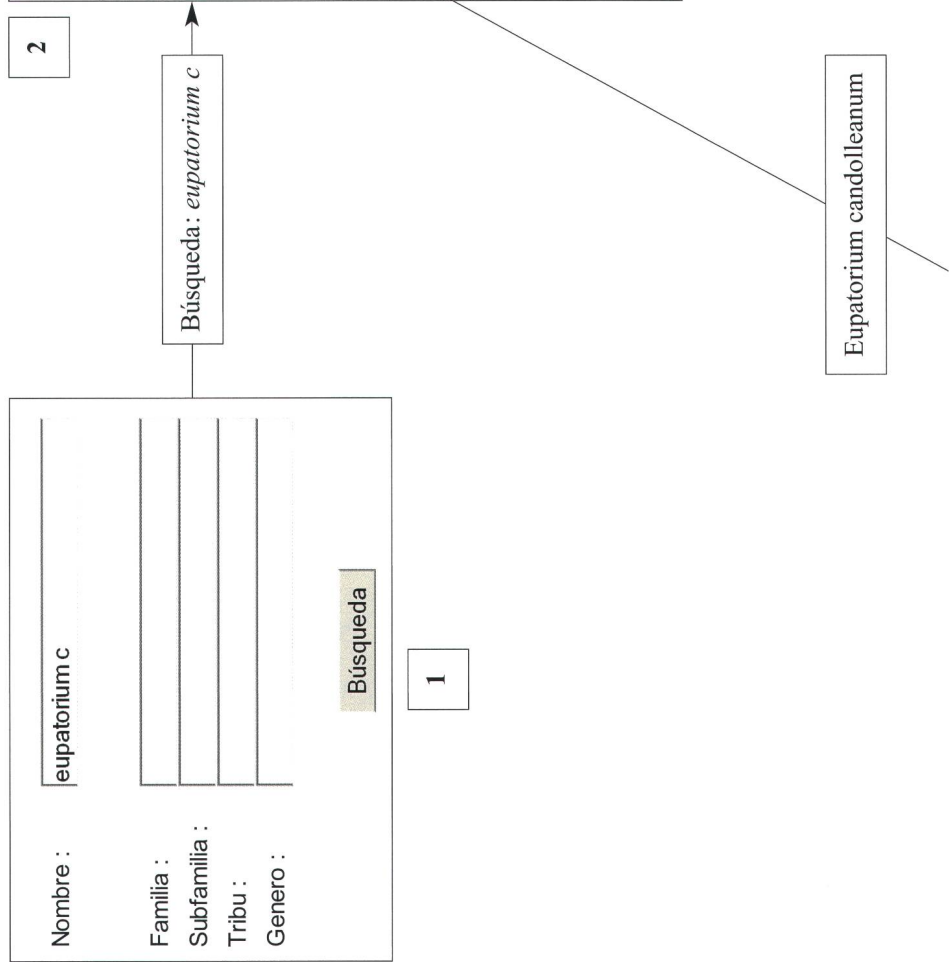 Nombre : eupatorium c
Familia :
Subfamilia :
Tribu :
Genero :
Búsqueda
1
Búsqueda: eupatorium c
2
Eupatorium candolleanum